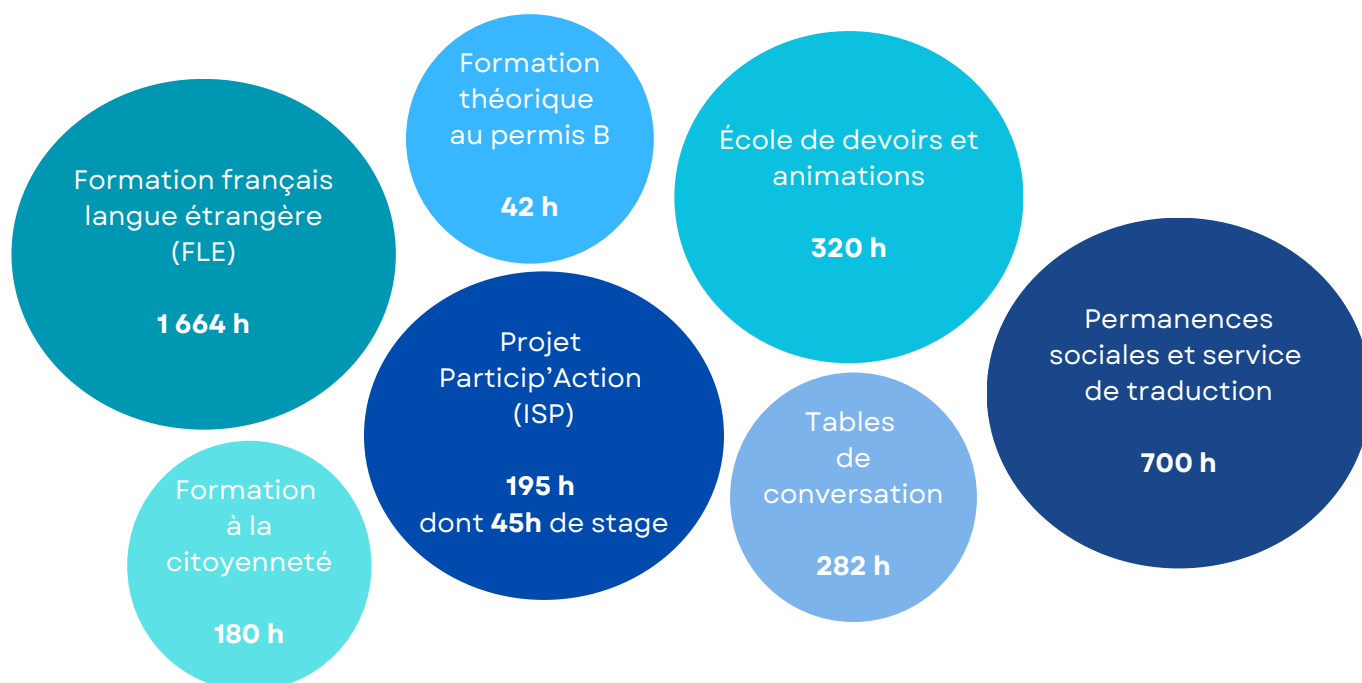 Formation français
langue étrangère
(FLE)
1 664 h
Formation
théorique
au permis B
42 h
École de devoirs et
animations
320 h
Permanences
sociales et service
de traduction
700 h
Projet
Particip’Action
(ISP)
195 h
dont 45h de stage
Tables
de
conversation
282 h
Formation
à la
citoyenneté
180 h